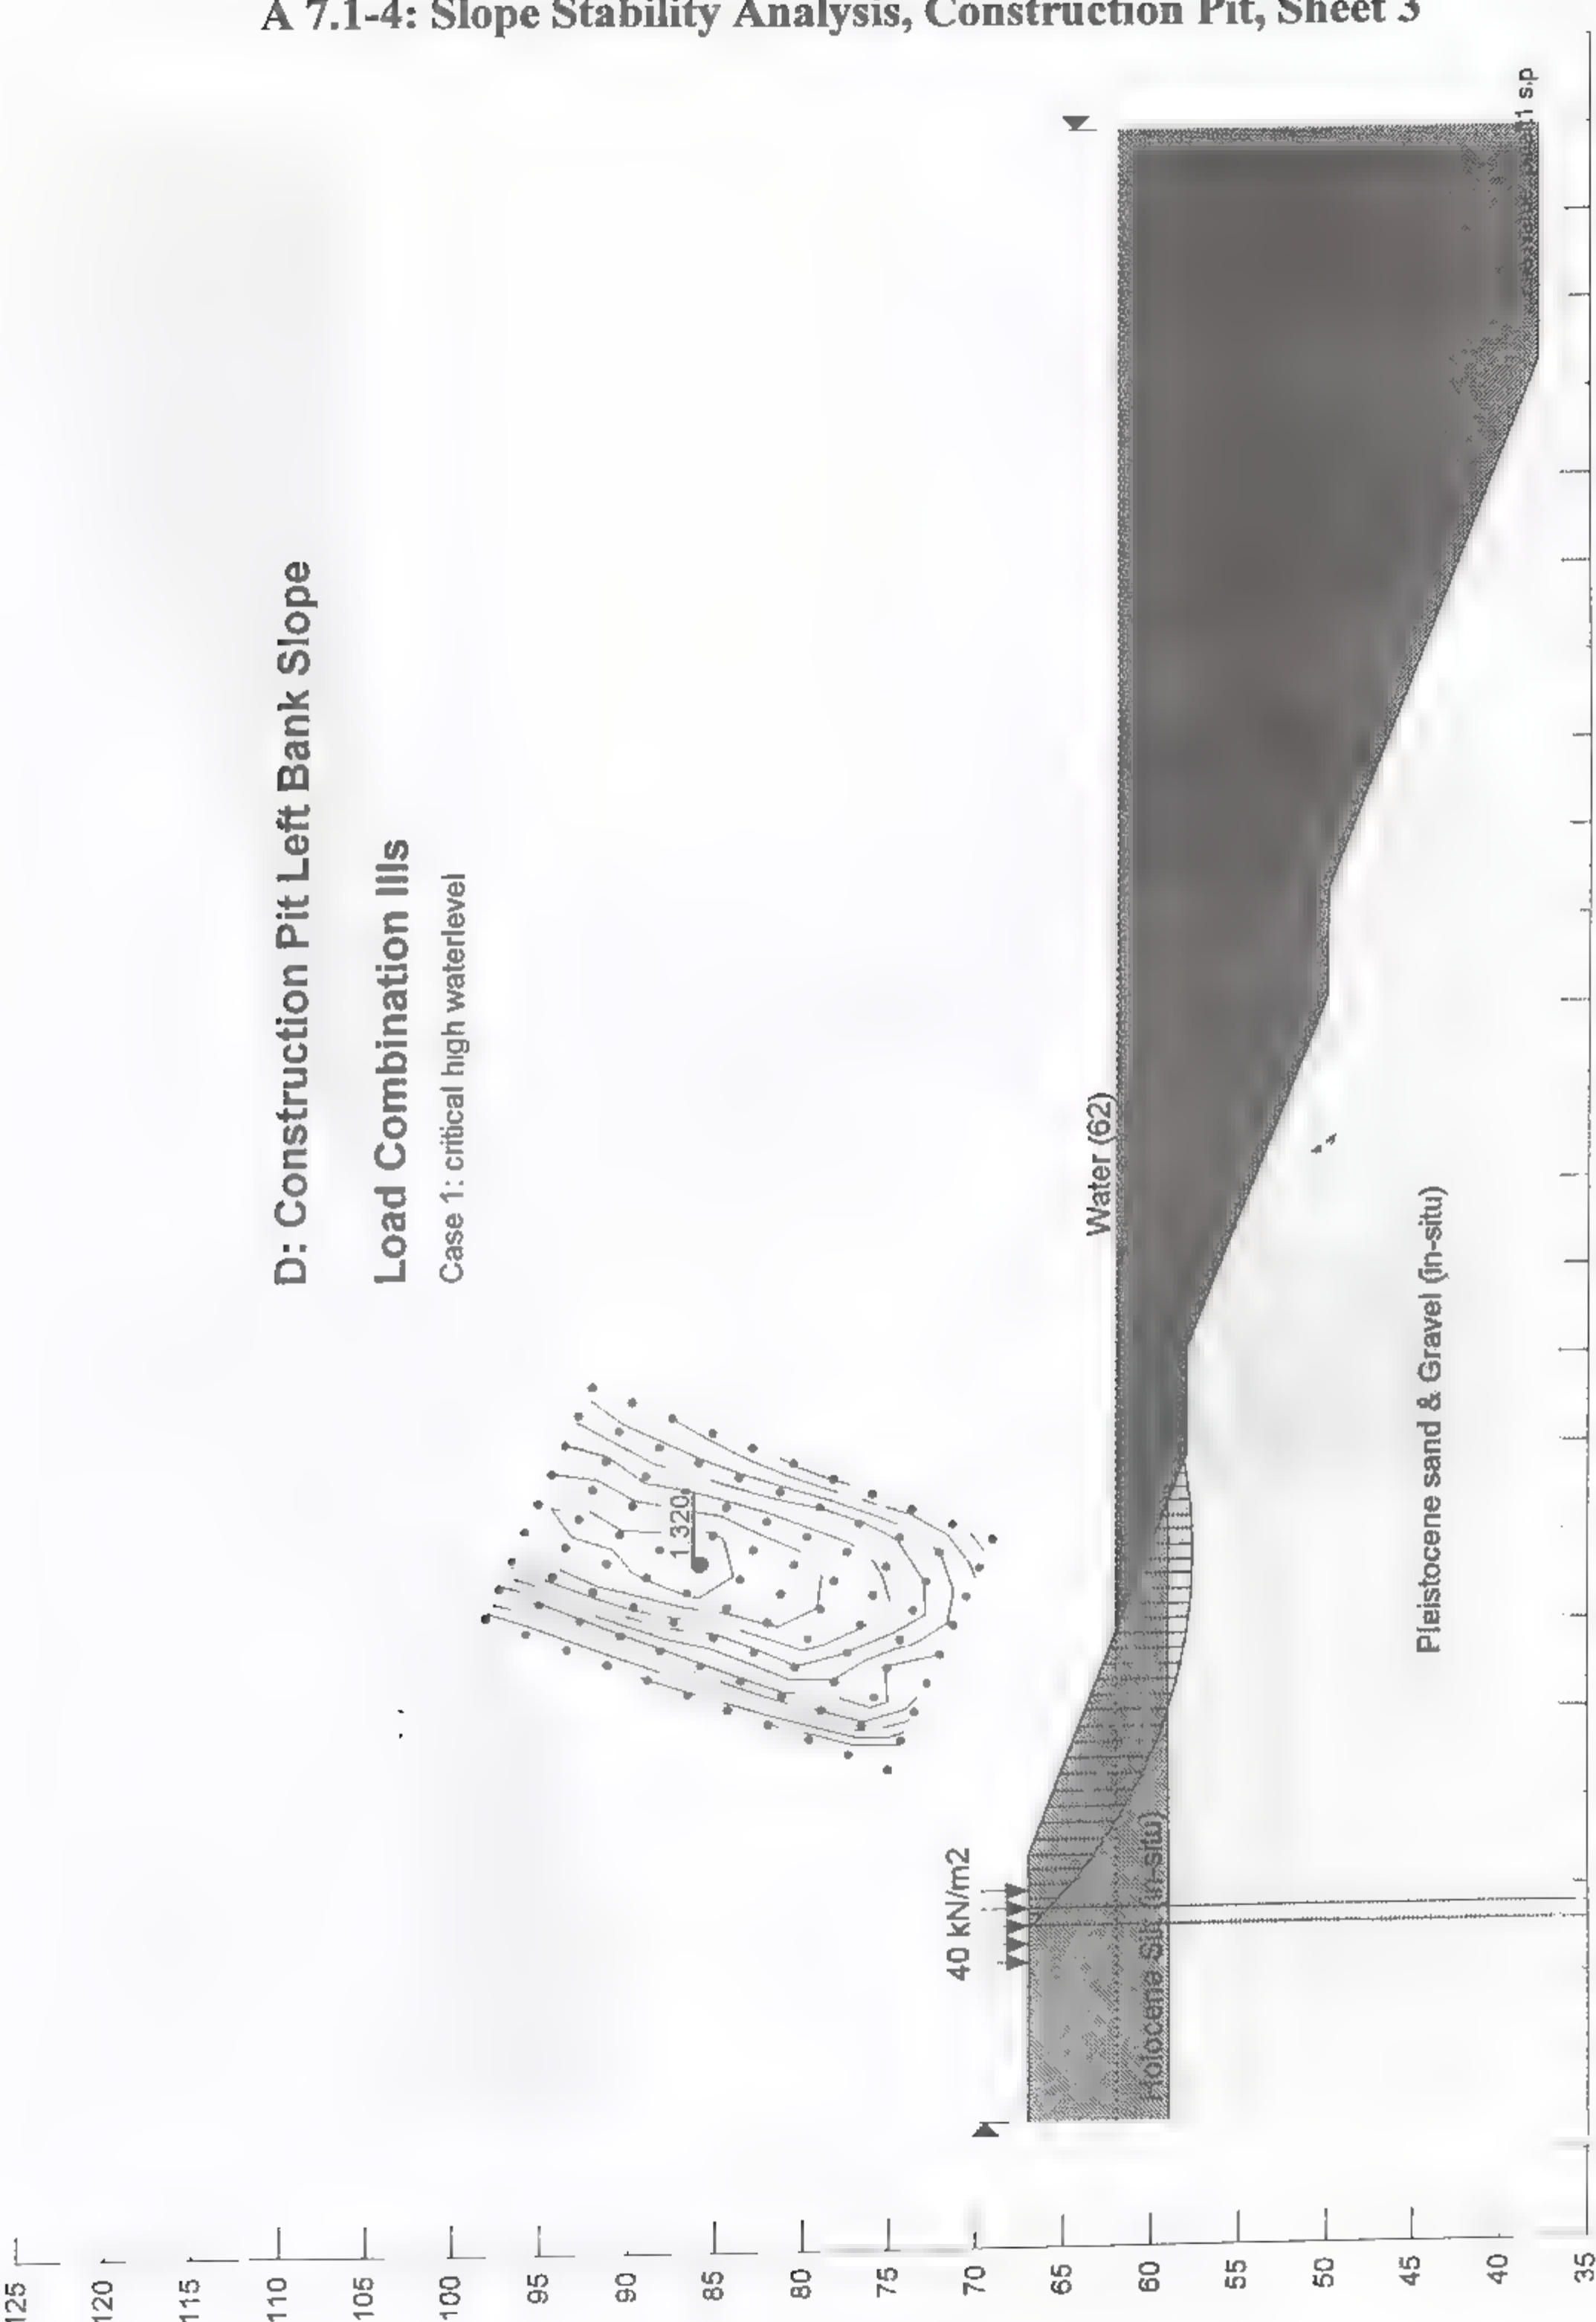 A 7.1-4: Slope Stability Analysis, Construction Pit, Sheet 3
D: Construction Pit Left Bank Slope
Load Combination IIIs
Case 1: critical high waterlevel
1.320
Water (62)
40 kN/m2
Holocene Silt (in-situ)
Pleistocene sand & Gravel (in-situ)
125
120
115
110
105
100
95
90
85
80
75
70
65
60
55
50
45
40
35